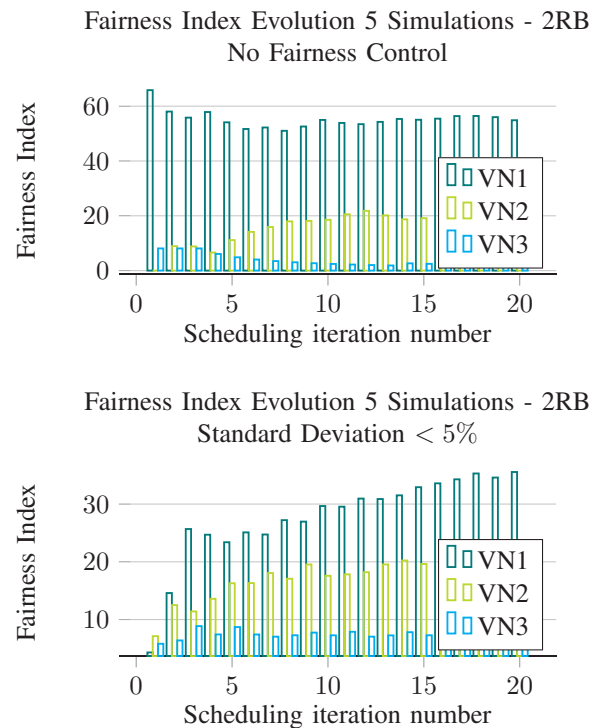 Fairness Index Evolution 5 Simulations - 2RB
No Fairness Control
60
40
20
0
Fairness Index
VN1
VN2
VN3
0 5 10 15 20
Scheduling iteration number
Fairness Index Evolution 5 Simulations - 2RB
Standard Deviation < 5%
30
20
10
Fairness Index
VN1
VN2
VN3
0 5 10 15 20
Scheduling iteration number